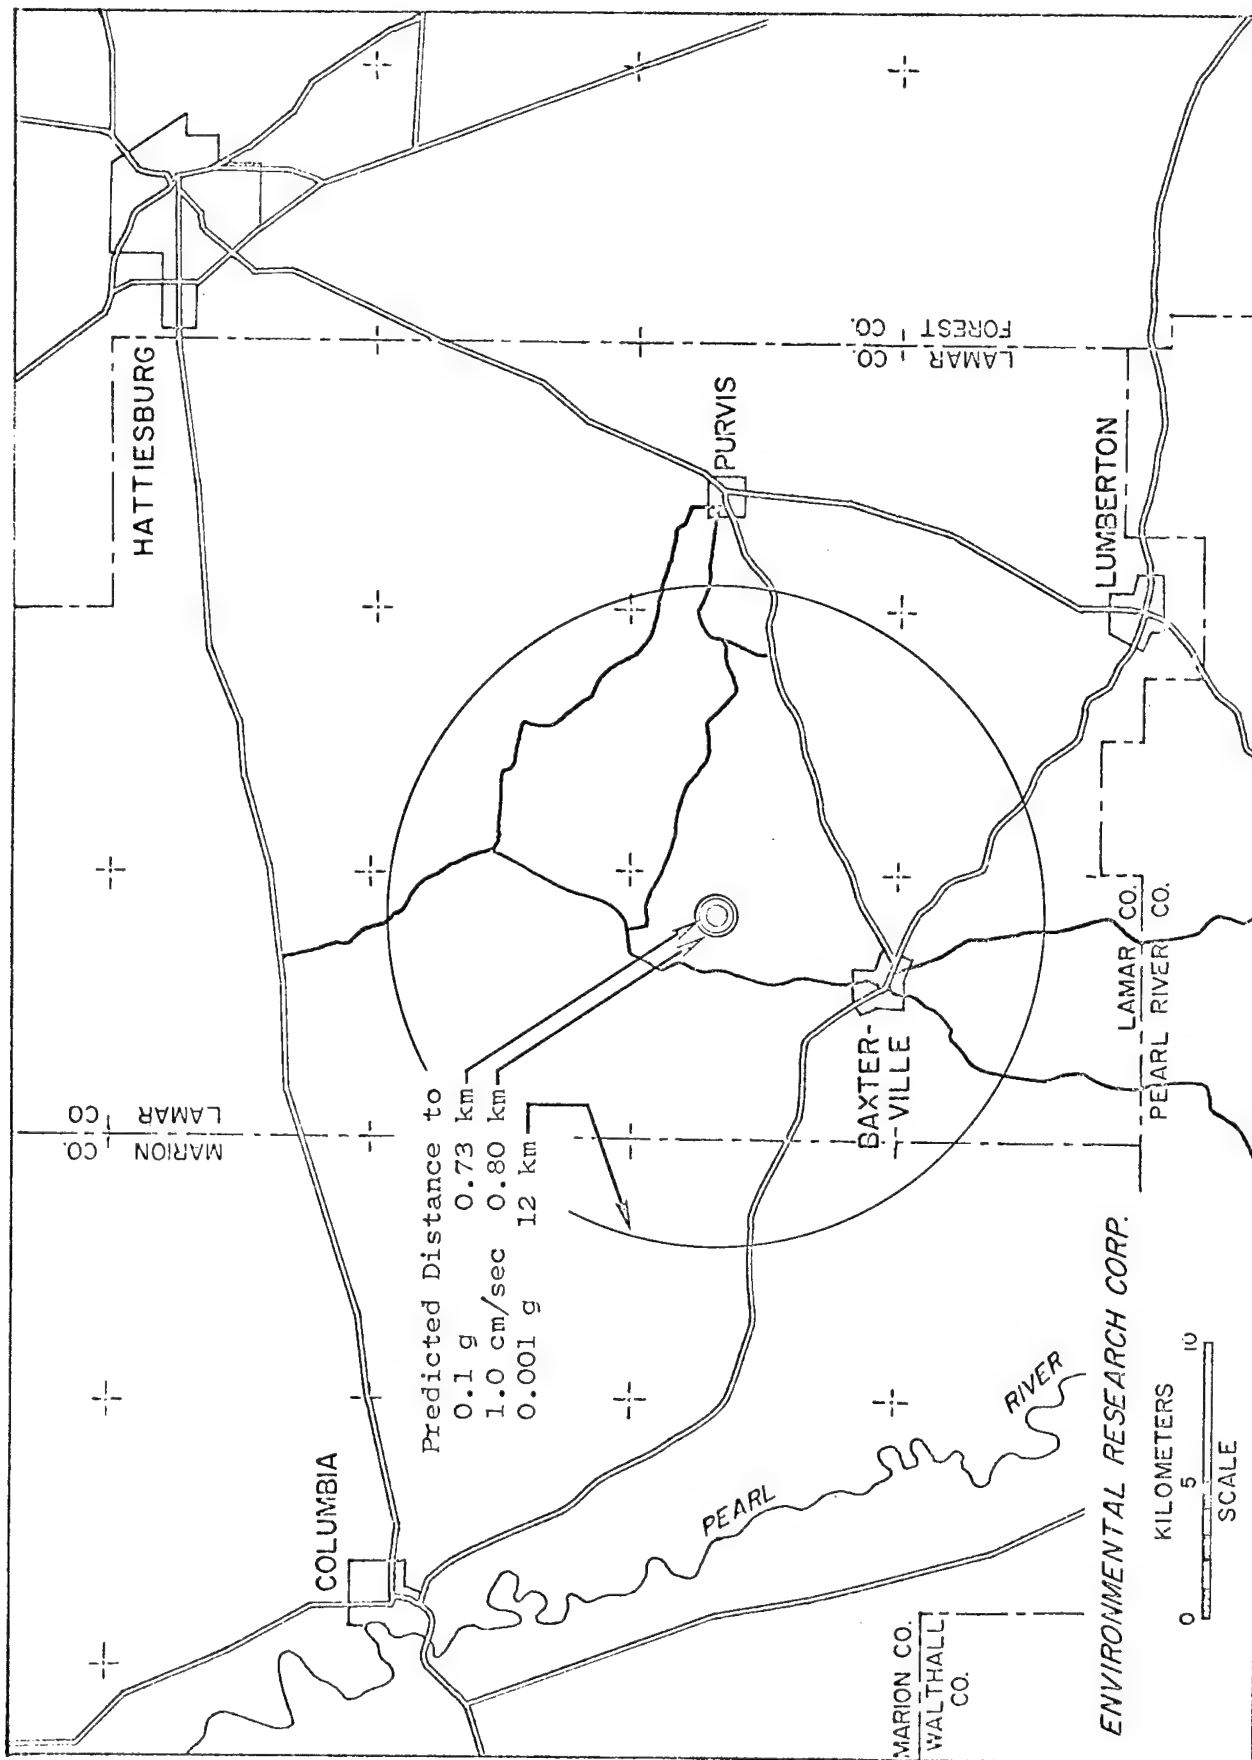 HATTIESBURG
PURVIS
LUMBERTON
LAMAR CO.
FOREST CO.
MARION CO.
LAMAR CO
COLUMBIA
Predicted Distance to
0.1 g 0.73 km
1.0 cm/sec 0.80 km
0.001 g 12 km
BAXTER-
-VILLE
LAMAR CO.
PEARL RIVER CO.
PEARL
RIVER
MARION CO.
WALTHALL
CO.
ENVIRONMENTAL RESEARCH CORP.
KILOMETERS
0 5 10
SCALE